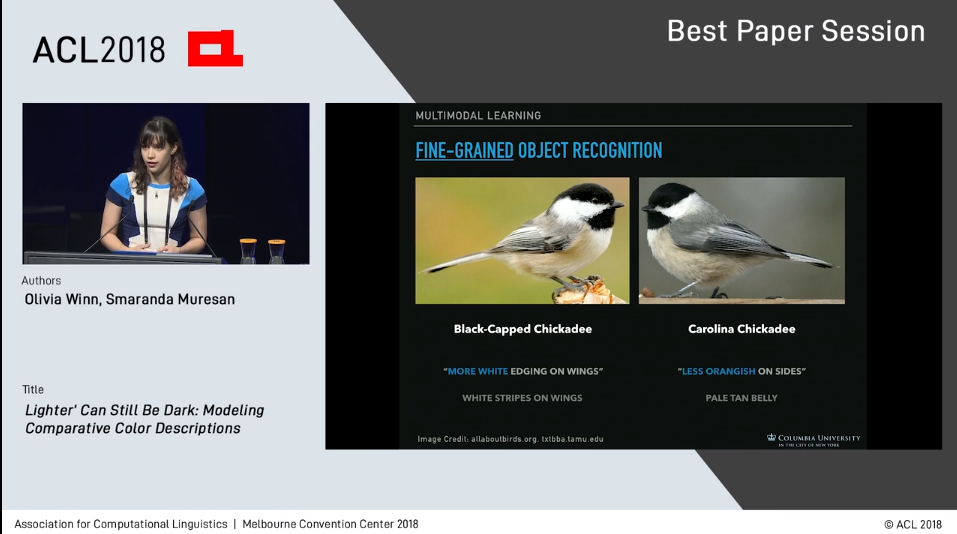 ACL2018
Best Paper Session
MULTIMODAL LEARNING
FINE-GRAINED OBJECT RECOGNITION
Black-Capped Chickadee
Carolina Chickadee
"MORE WHITE EDGING ON WINGS"
"LESS ORANGISH ON SIDES"
WHITE STRIPES ON WINGS
PALE TAN BELLY
Image Credit: allaboutbirds.org, txtbba.tamu.edu
COLUMBIA UNIVERSITY
IN THE CITY OF NEW YORK
Authors
Olivia Winn, Smaranda Muresan
Title
Lighter' Can Still Be Dark: Modeling
Comparative Color Descriptions
Association for Computational Linguistics | Melbourne Convention Center 2018
© ACL 2018